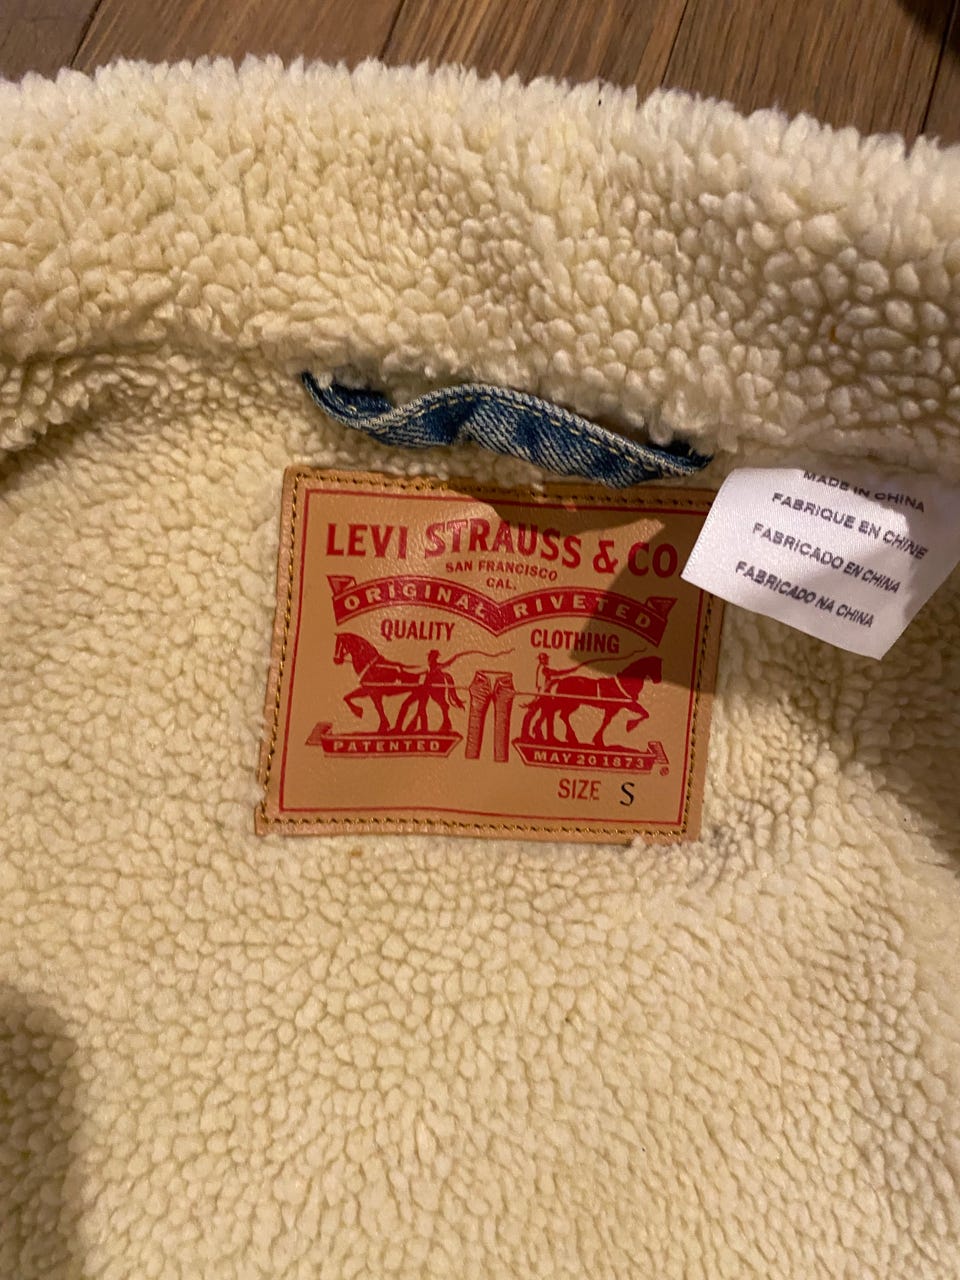 LEVI STRAUSS & CO
SAN FRANCISCO
CAL.
ORIGINAL RIVETED
QUALITY CLOTHING
PATENTED
MAY 20 1873
®
SIZE S
MADE IN CHINA
FABRIQUE EN CHINE
FABRICADO EN CHINA
FABRICADO NA CHINA